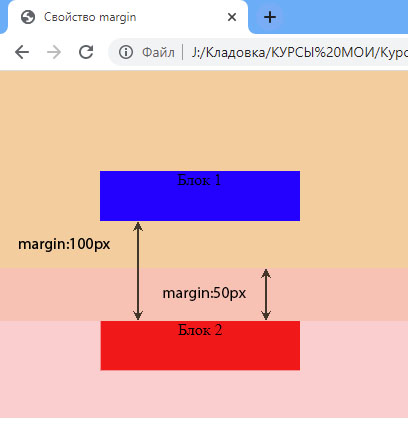 Свойство margin
Файл J:/Кладовка/КУРСЫ%20МОИ/Курс
Блок 1
margin:100px
margin:50px
Блок 2